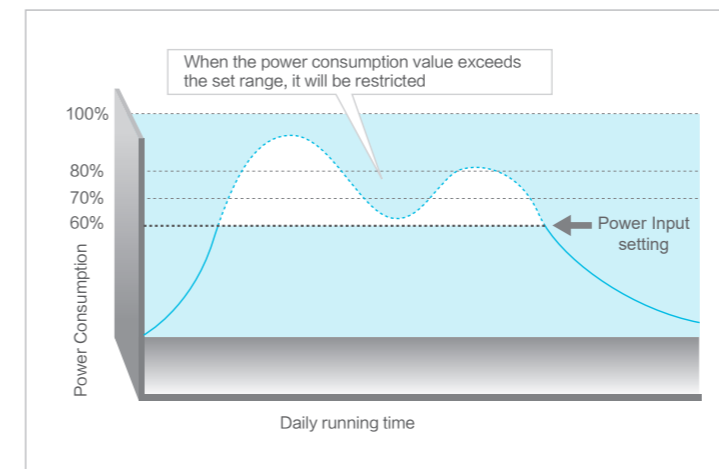 When the power consumption value exceeds
the set range, it will be restricted
100%
80%
70%
60%
Power Input
setting
Power Consumption
Daily running time